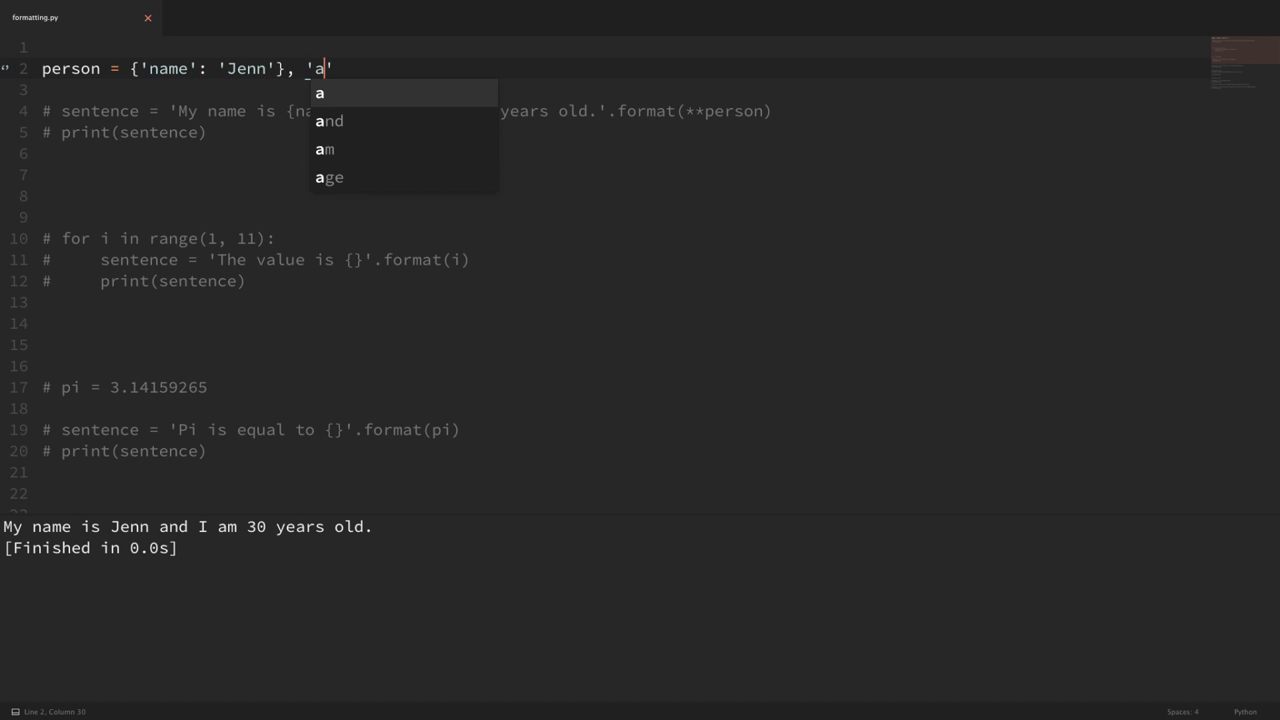 formatting.py
1
2 person = {'name': 'Jenn'}, 'a'
a
and
am
age
3
4 # sentence = 'My name is {na years old.'.format(**person)
5 # print(sentence)
6
7
8
9
10 # for i in range(1, 11):
11 #     sentence = 'The value is {}'.format(i)
12 #     print(sentence)
13
14
15
16
17 # pi = 3.14159265
18
19 # sentence = 'Pi is equal to {}'.format(pi)
20 # print(sentence)
21
22
My name is Jenn and I am 30 years old.
[Finished in 0.0s]
Line 2, Column 30 Spaces: 4 Python